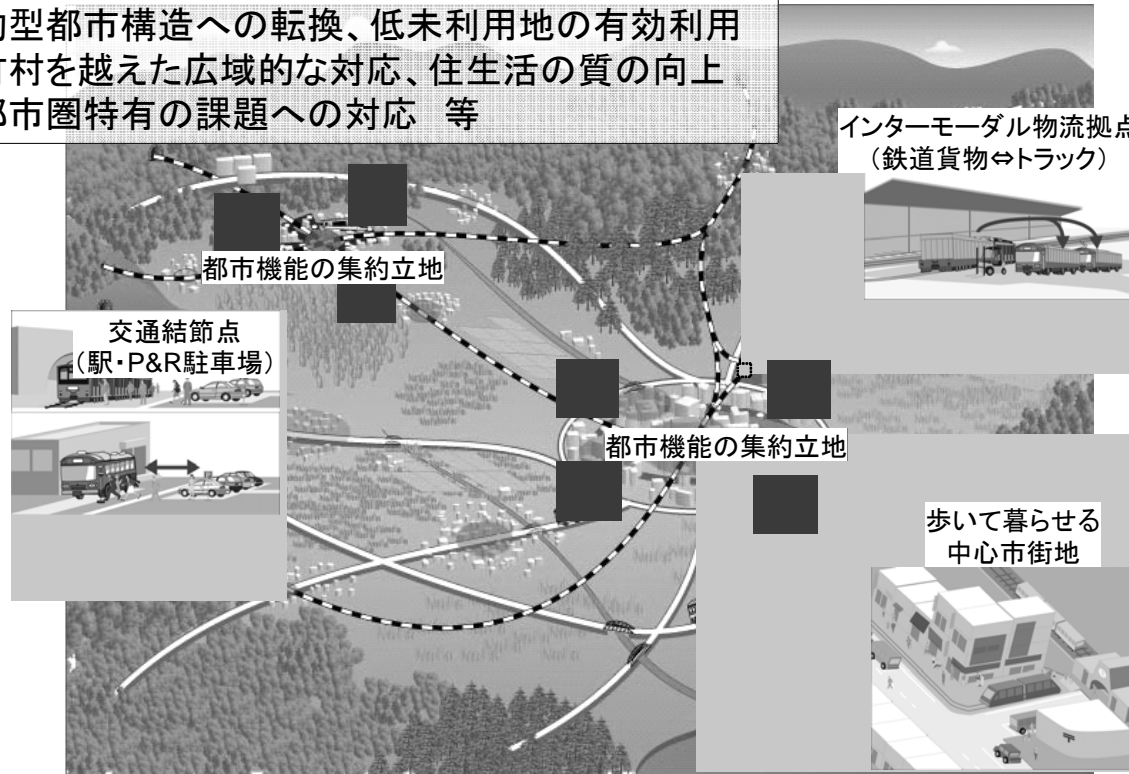 約型都市構造への転換、低未利用地の有効利用
町村を越えた広域的な対応、住生活の質の向上
都市圏特有の課題への対応　等
インターモーダル物流拠点
（鉄道貨物⇔トラック）
都市機能の集約立地
交通結節点
（駅・P&R駐車場）
都市機能の集約立地
歩いて暮らせる
中心市街地